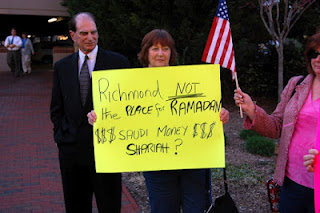 Richmond NOT
the PLACE for RAMADAN
$$$ SAUDI MONEY $$$
SHARIAH ?